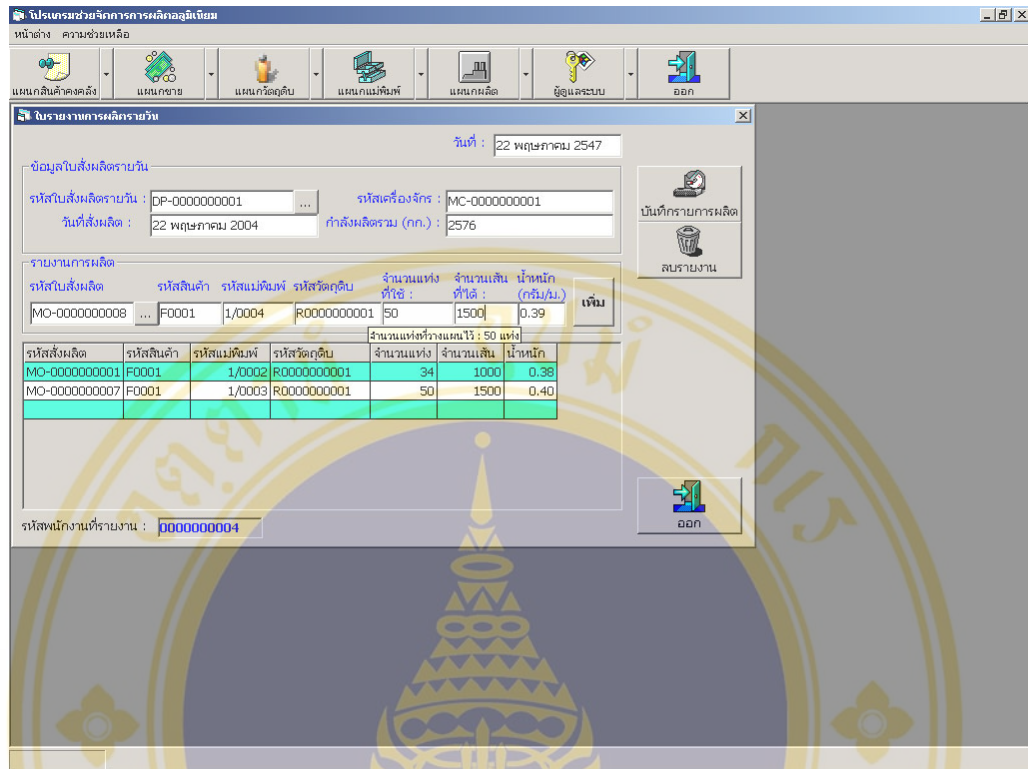 โปรแกรมช่วยจัดการการผลิตอลูมิเนียม
หน้าต่าง ความช่วยเหลือ
แผนกสินค้าคงคลัง แผนกขาย แผนกวัตถุดิบ แผนกแม่พิมพ์ แผนกผลิต ผู้ดูแลระบบ ออก
ใบรายงานการผลิตรายวัน
วันที่ : 22 พฤษภาคม 2547
ข้อมูลใบสั่งผลิตรายวัน
รหัสใบสั่งผลิตรายวัน : DP-0000000001 ... รหัสเครื่องจักร : MC-0000000001
วันที่สั่งผลิต : 22 พฤษภาคม 2004 กำลังผลิตรวม (กก.) : 2576
บันทึกรายการผลิต
ลบรายงาน
รายงานการผลิต
รหัสใบสั่งผลิต รหัสสินค้า รหัสแม่พิมพ์ รหัสวัตถุดิบ จำนวนแท่งที่ใช้ : จำนวนเส้นที่ได้ : น้ำหนัก (กรัม/ม.)
MO-0000000008 ... F0001 1/0004 R0000000001 50 1500 0.39 เพิ่ม
จำนวนแท่งที่วางแผนไว้ : 50 แท่ง
รหัสสั่งผลิต รหัสสินค้า รหัสแม่พิมพ์ รหัสวัตถุดิบ จำนวนแท่ง จำนวนเส้น น้ำหนัก
MO-0000000001 F0001 1/0002 R0000000001 34 1000 0.38
MO-0000000007 F0001 1/0003 R0000000001 50 1500 0.40
รหัสพนักงานที่รายงาน : 0000000004
ออก